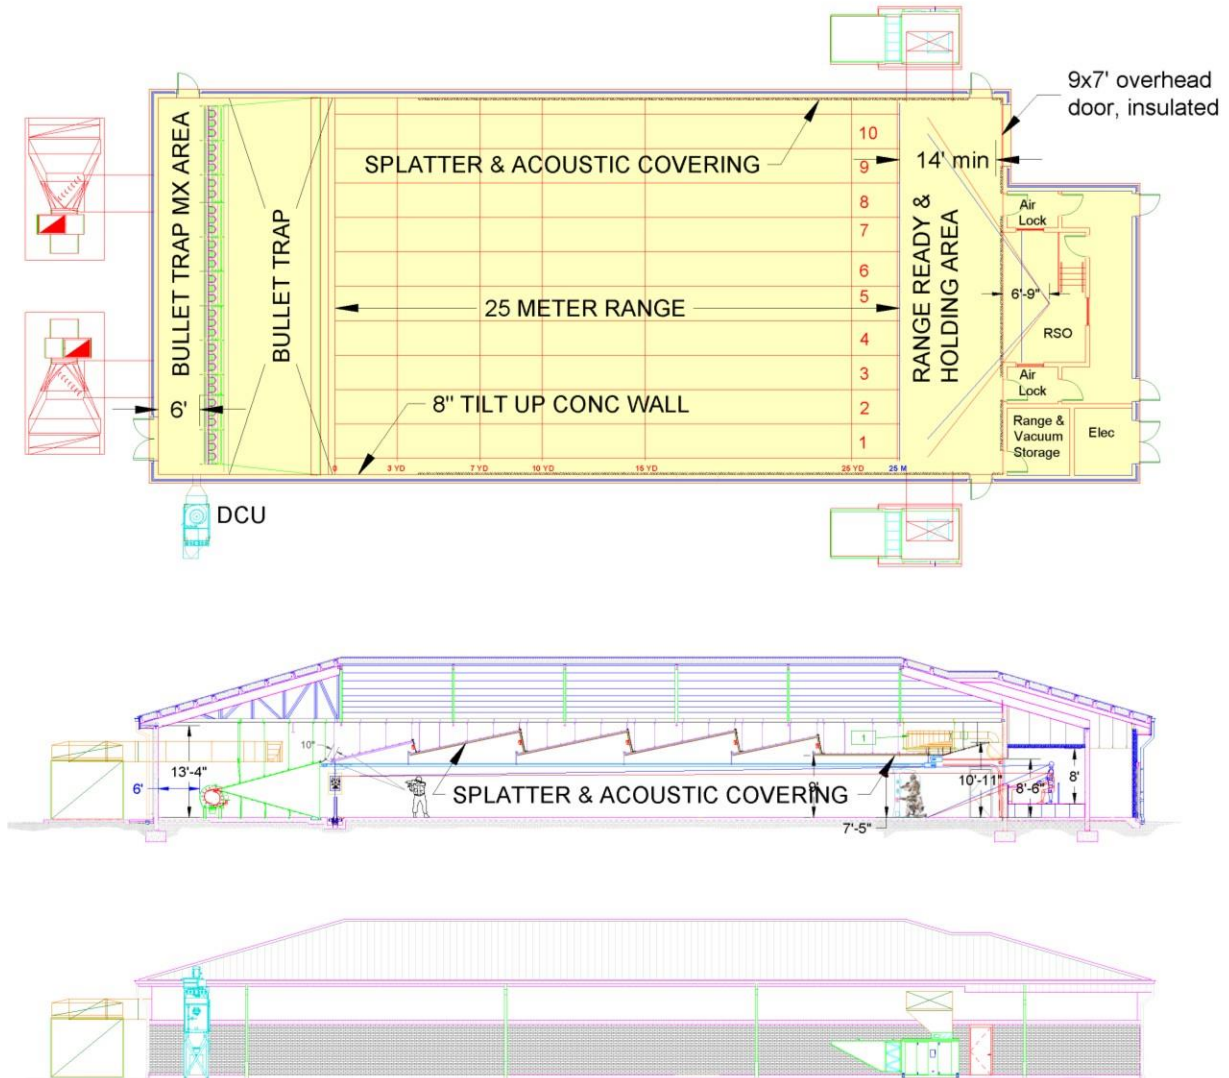 9x7' overhead
door, insulated
BULLET TRAP MX AREA
BULLET TRAP
SPLATTER & ACOUSTIC COVERING
10
9
8
7
6
5
4
3
2
1
14' min
RANGE READY &
HOLDING AREA
Air
Lock
6'-9"
RSO
25 METER RANGE
Air
Lock
6'
8" TILT UP CONC WALL
Range &
Vacuum
Storage
Elec
0
3 YD
7 YD
10 YD
15 YD
25 YD
25 M
DCU
10"
1
13'-4"
6'
SPLATTER & ACOUSTIC COVERING
10'-11"
8'-6"
8'
7'-5"